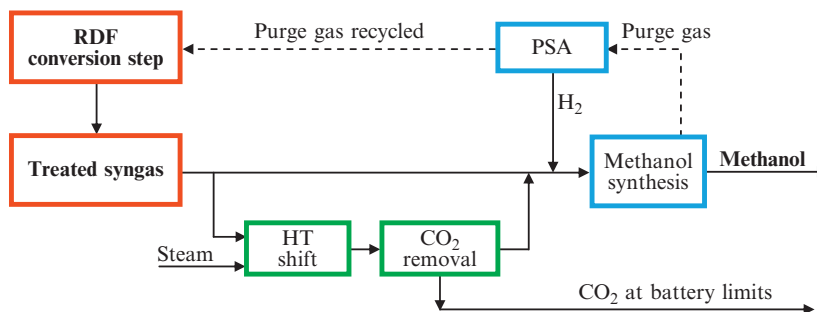 RDF
conversion step
Purge gas recycled
PSA
Purge gas
H₂
Treated syngas
Methanol
synthesis
Methanol
Steam
HT
shift
CO₂
removal
CO₂ at battery limits